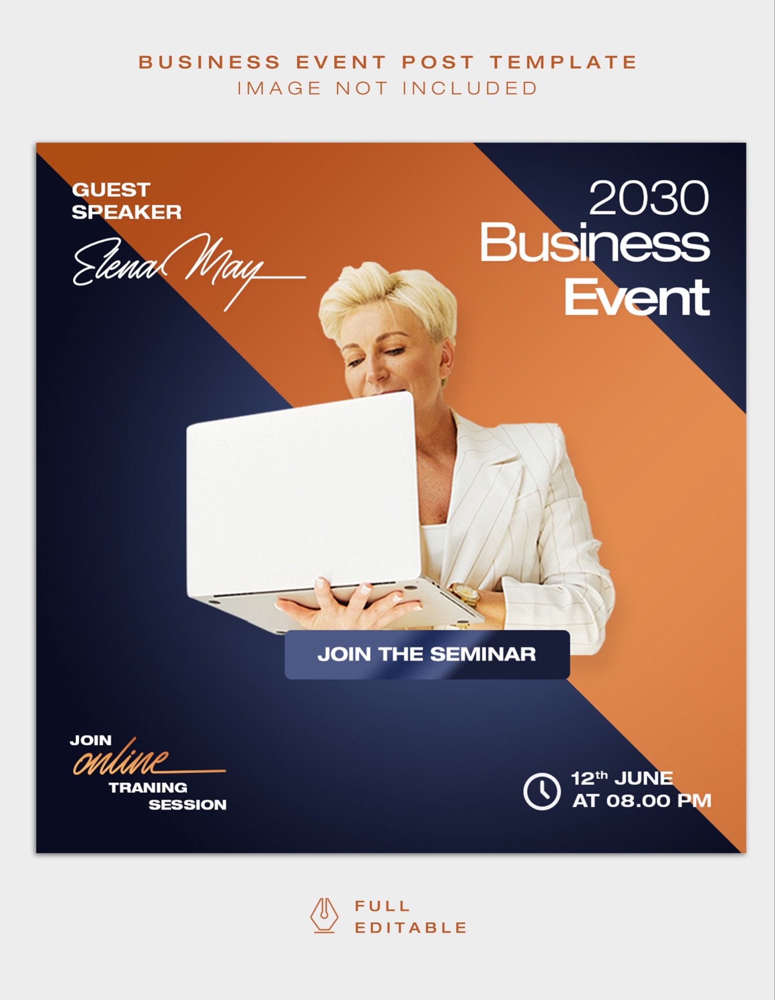 BUSINESS EVENT POST TEMPLATE
IMAGE NOT INCLUDED
GUEST
SPEAKER
Elena May
2030
Business
Event
JOIN THE SEMINAR
JOIN
online
TRANING
SESSION
12th JUNE
AT 08.00 PM
FULL
EDITABLE